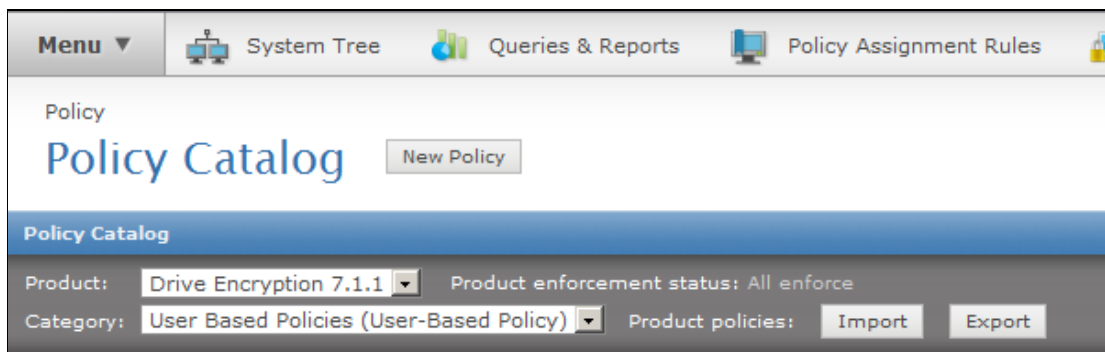 Menu ▼ System Tree Queries & Reports Policy Assignment Rules
Policy
Policy Catalog New Policy
Policy Catalog
Product: Drive Encryption 7.1.1 Product enforcement status: All enforce
Category: User Based Policies (User-Based Policy) Product policies: Import Export